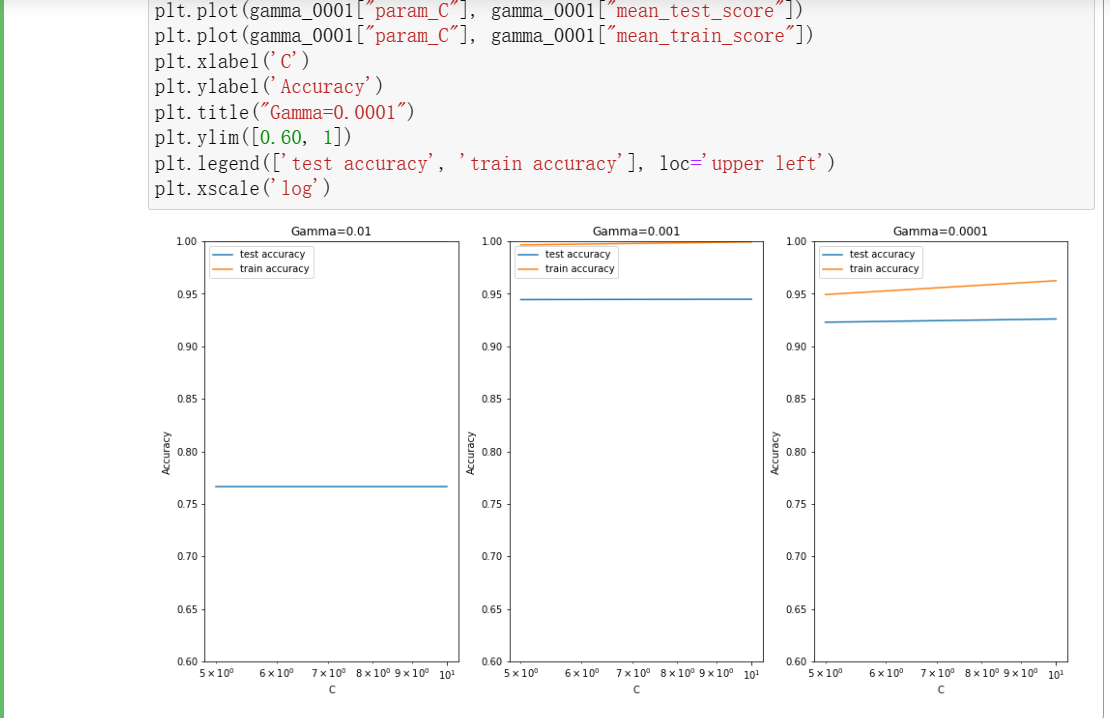 plt.plot(gamma_0001["param_C"], gamma_0001["mean_test_score"])
plt.plot(gamma_0001["param_C"], gamma_0001["mean_train_score"])
plt.xlabel('C')
plt.ylabel('Accuracy')
plt.title("Gamma=0.0001")
plt.ylim([0.60, 1])
plt.legend(['test accuracy', 'train accuracy'], loc='upper left')
plt.xscale('log')
Gamma=0.01
1.00
0.95
0.90
0.85
0.80
0.75
0.70
0.65
0.60
Accuracy
test accuracy
train accuracy
5 × 10⁰ 6 × 10⁰ 7 × 10⁰ 8 × 10⁰ 9 × 10⁰ 10¹
C
Gamma=0.001
1.00
0.95
0.90
0.85
0.80
0.75
0.70
0.65
0.60
Accuracy
test accuracy
train accuracy
5 × 10⁰ 6 × 10⁰ 7 × 10⁰ 8 × 10⁰ 9 × 10⁰ 10¹
C
Gamma=0.0001
1.00
0.95
0.90
0.85
0.80
0.75
0.70
0.65
0.60
Accuracy
test accuracy
train accuracy
5 × 10⁰ 6 × 10⁰ 7 × 10⁰ 8 × 10⁰ 9 × 10⁰ 10¹
C